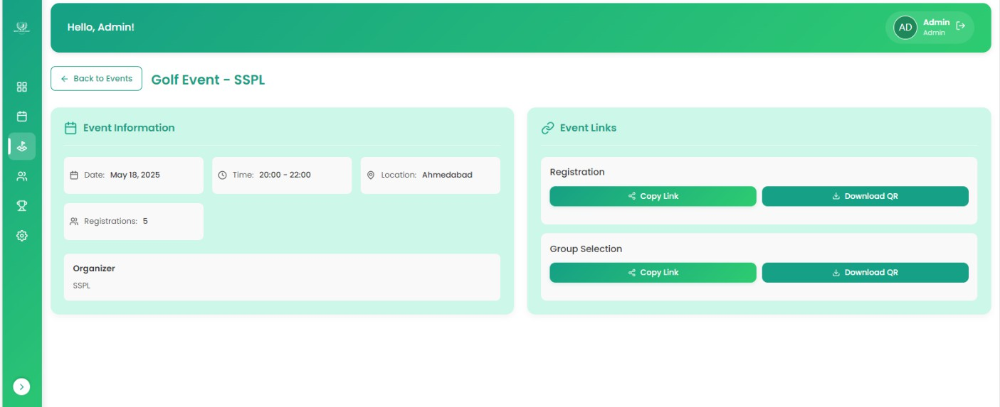 Hello, Admin!
AD
Admin
Admin
Back to Events
Golf Event - SSPL
Event Information
Date: May 18, 2025
Time: 20:00 - 22:00
Location: Ahmedabad
Registrations: 5
Organizer
SSPL
Event Links
Registration
Copy Link
Download QR
Group Selection
Copy Link
Download QR